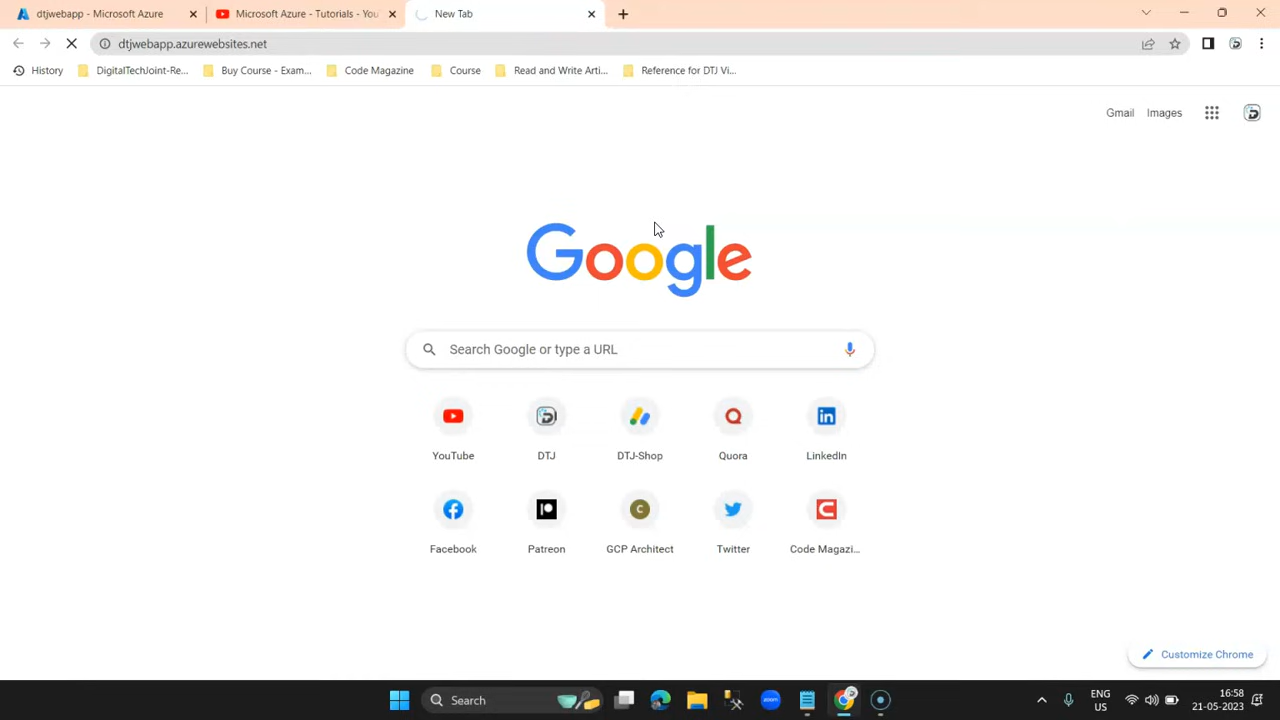 dtjwebapp - Microsoft Azure
Microsoft Azure - Tutorials - You
New Tab
dtjwebapp.azurewebsites.net
History
DigitalTechJoint-Re...
Buy Course - Exam...
Code Magazine
Course
Read and Write Arti...
Reference for DTJ Vi...
Gmail
Images
Google
Search Google or type a URL
YouTube
DTJ
DTJ-Shop
Quora
LinkedIn
Facebook
Patreon
C
GCP Architect
Twitter
Code Magazi...
Customize Chrome
Search
zoom
ENG
US
16:58
21-05-2023